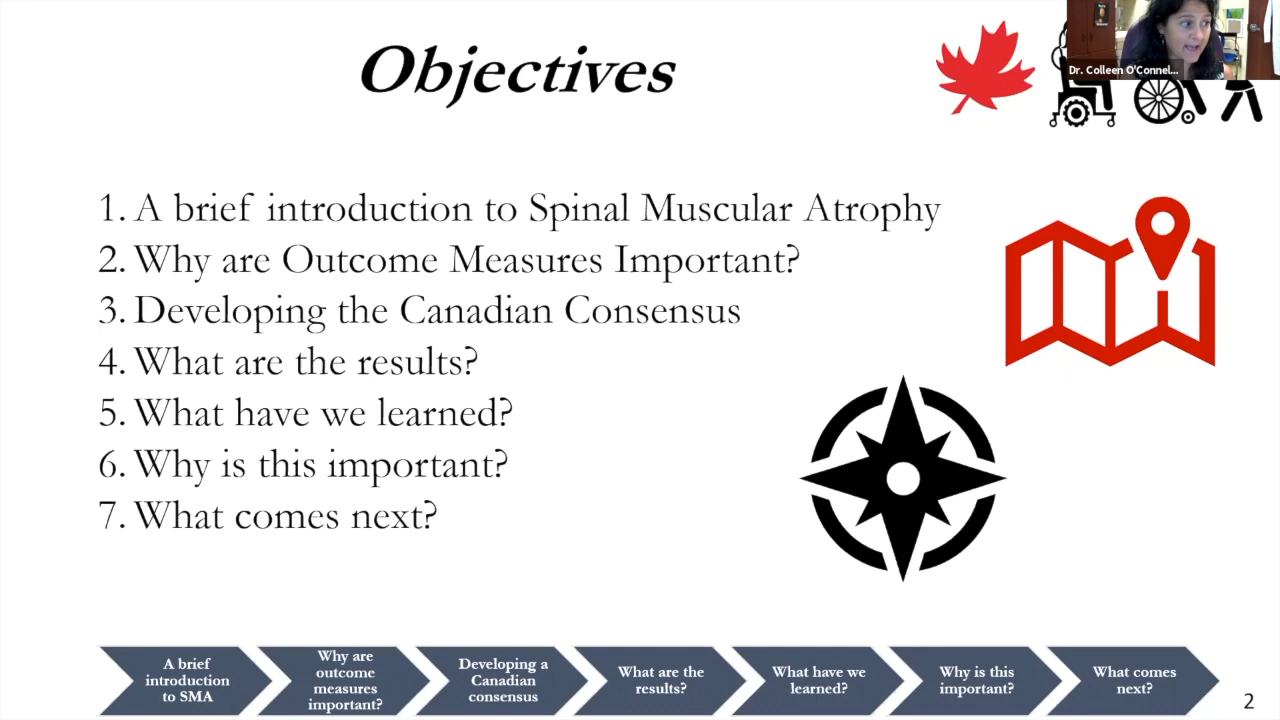 Objectives
Dr. Colleen O'Connel...
1. A brief introduction to Spinal Muscular Atrophy
2. Why are Outcome Measures Important?
3. Developing the Canadian Consensus
4. What are the results?
5. What have we learned?
6. Why is this important?
7. What comes next?
A brief
introduction
to SMA
Why are
outcome
measures
important?
Developing a
Canadian
consensus
What are the
results?
What have we
learned?
Why is this
important?
What comes
next?
2